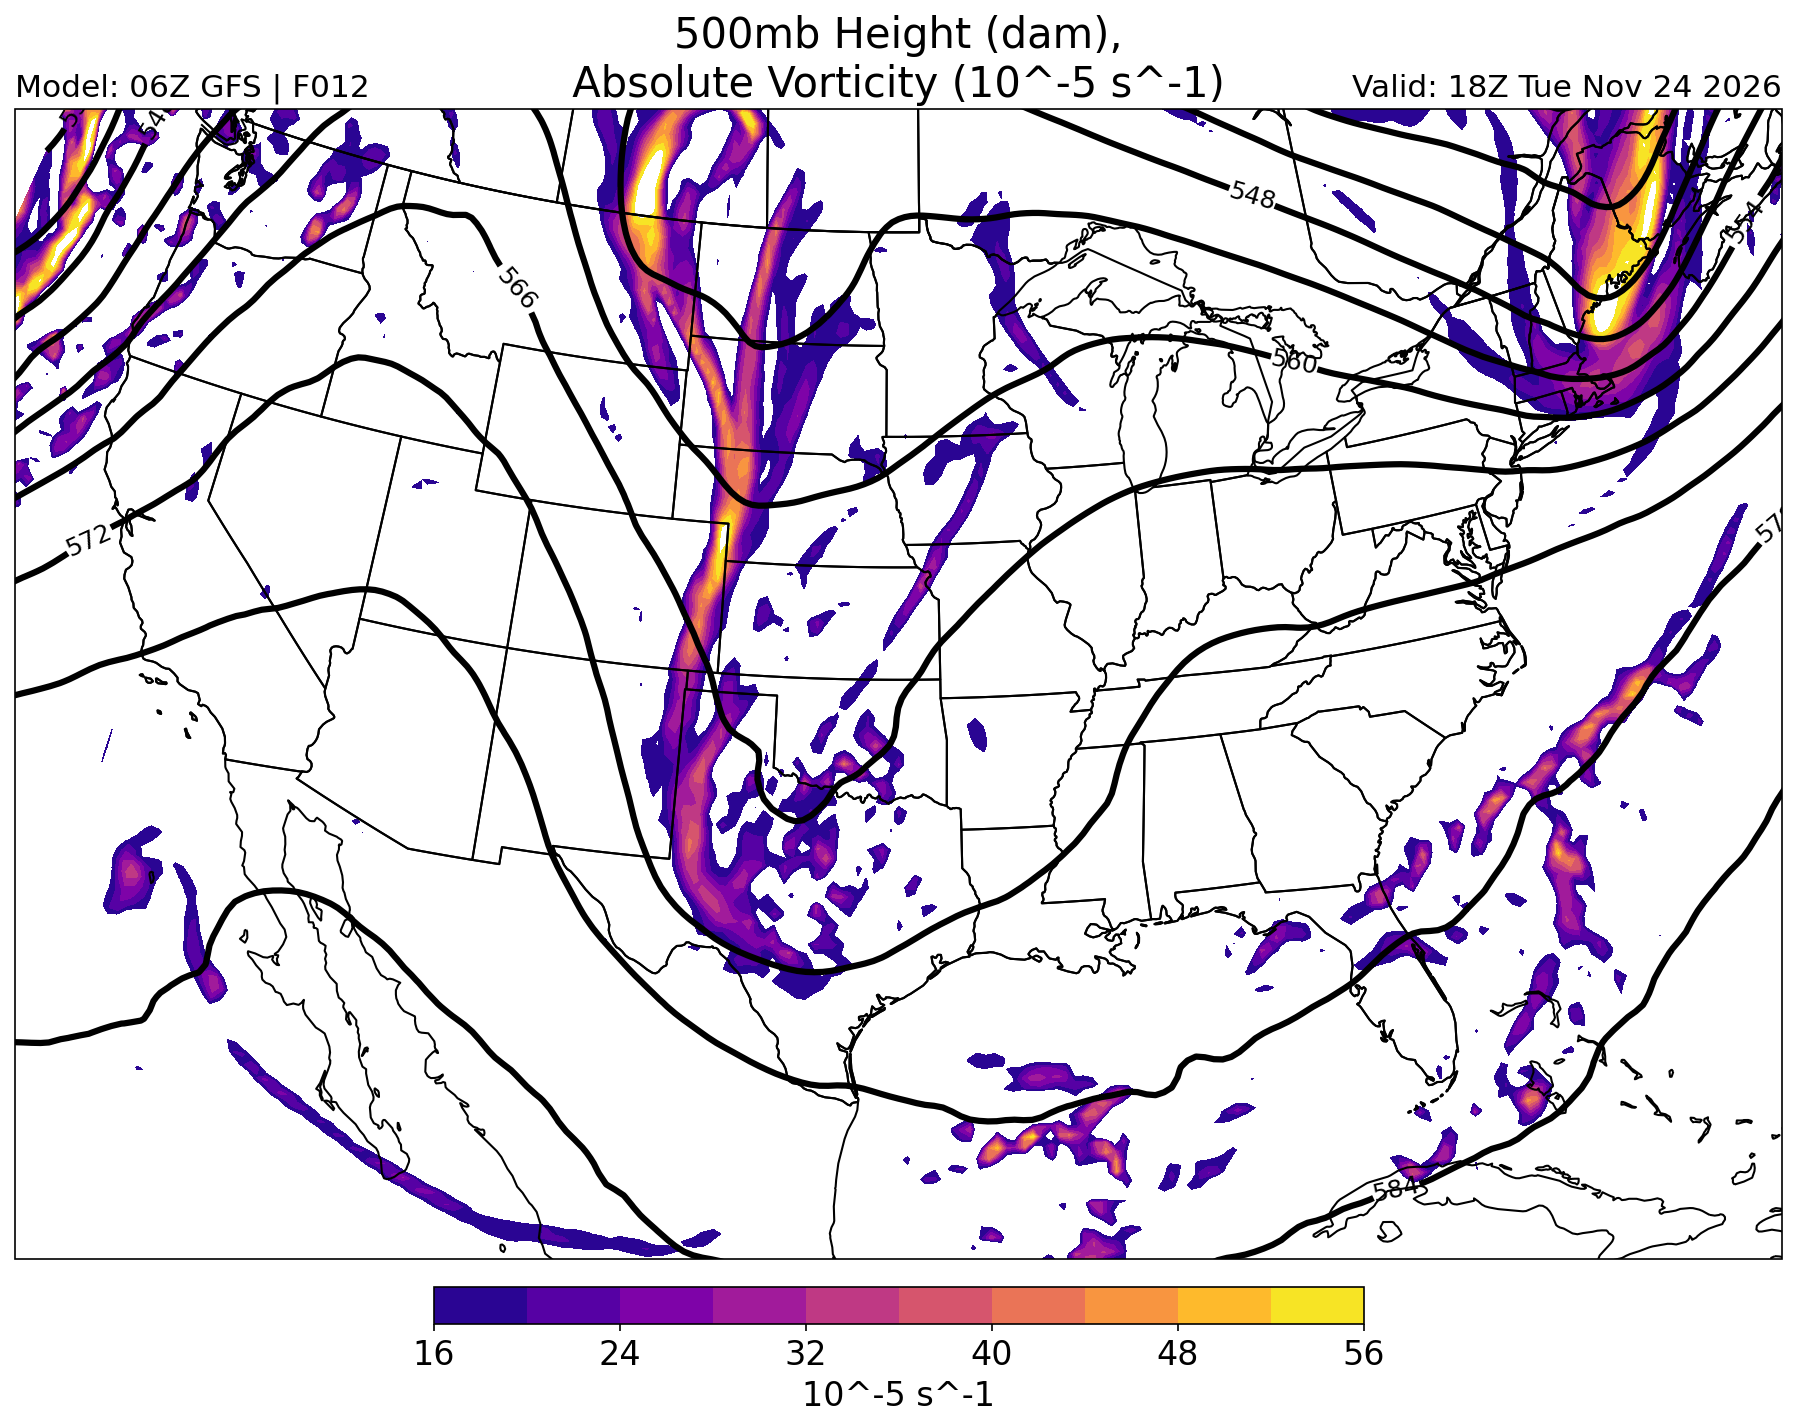 500mb Height (dam),
Absolute Vorticity (10^-5 s^-1)
Model: 06Z GFS | F012
Valid: 18Z Tue Nov 24 2026
548
554
566
560
572
584
16 24 32 40 48 56
10^-5 s^-1